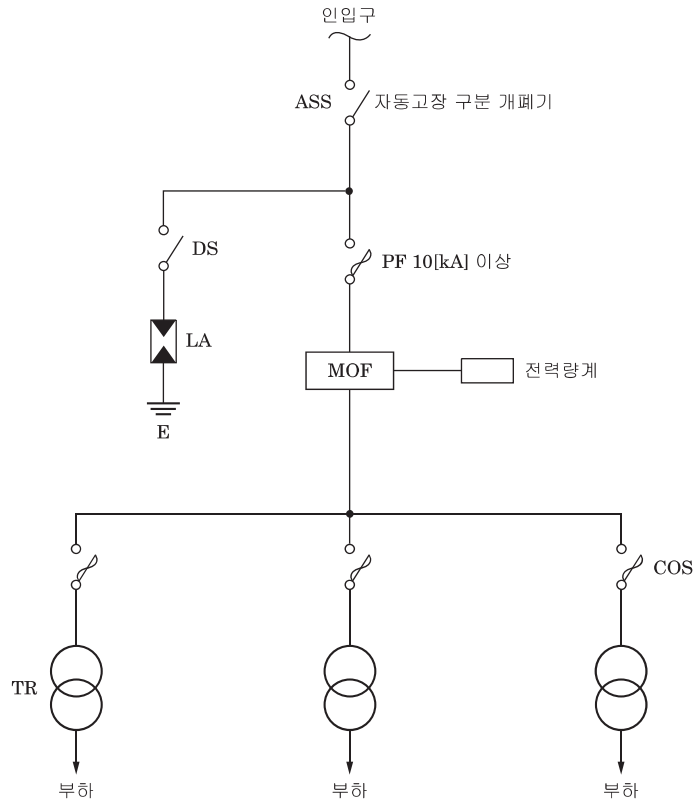 인입구
ASS
자동고장 구분 개폐기
DS
PF 10[kA] 이상
LA
MOF
전력량계
E
COS
TR
부하
부하
부하